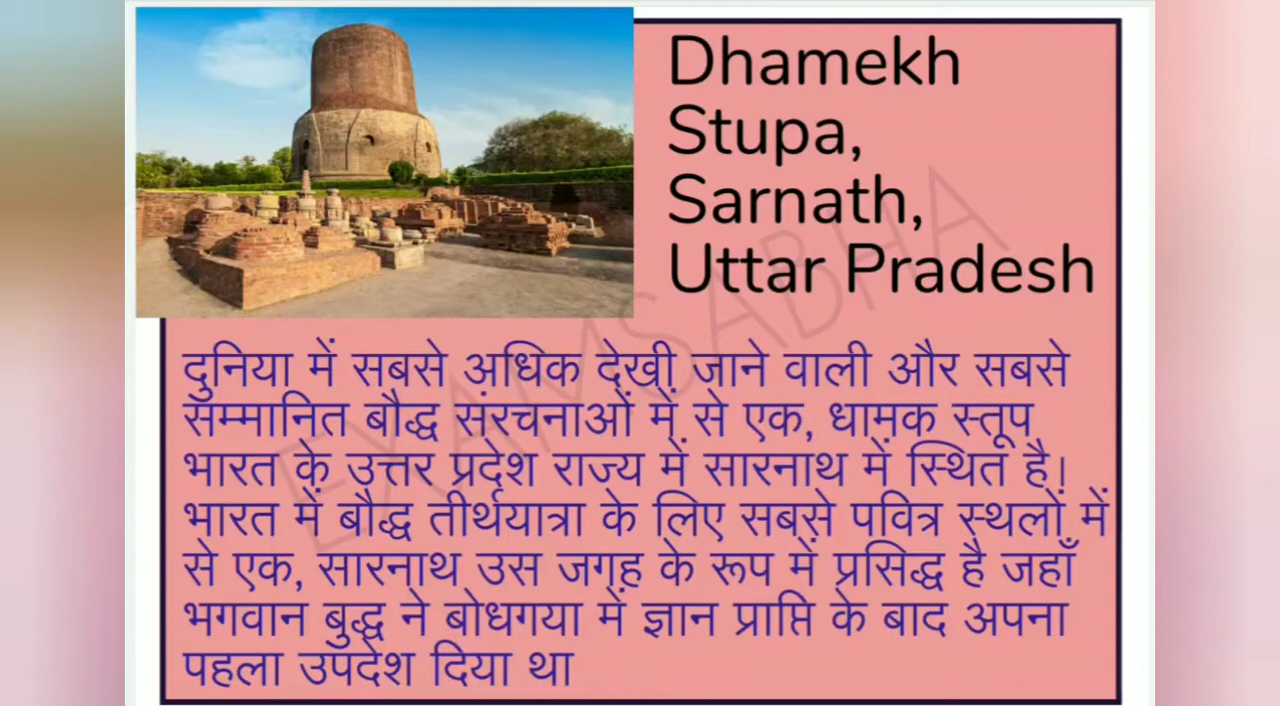 Dhamekh
Stupa,
Sarnath,
Uttar Pradesh
दुनिया में सबसे अधिक देखी जाने वाली और सबसे
सम्मानित बौद्ध संरचनाओं में से एक, धामक स्तूप
भारत के उत्तर प्रदेश राज्य में सारनाथ में स्थित है।
भारत में बौद्ध तीर्थयात्रा के लिए सबसे पवित्र स्थलों में
से एक, सारनाथ उस जगह के रूप में प्रसिद्ध है जहाँ
भगवान बुद्ध ने बोधगया में ज्ञान प्राप्ति के बाद अपना
पहला उपदेश दिया था
EXAMSABHA